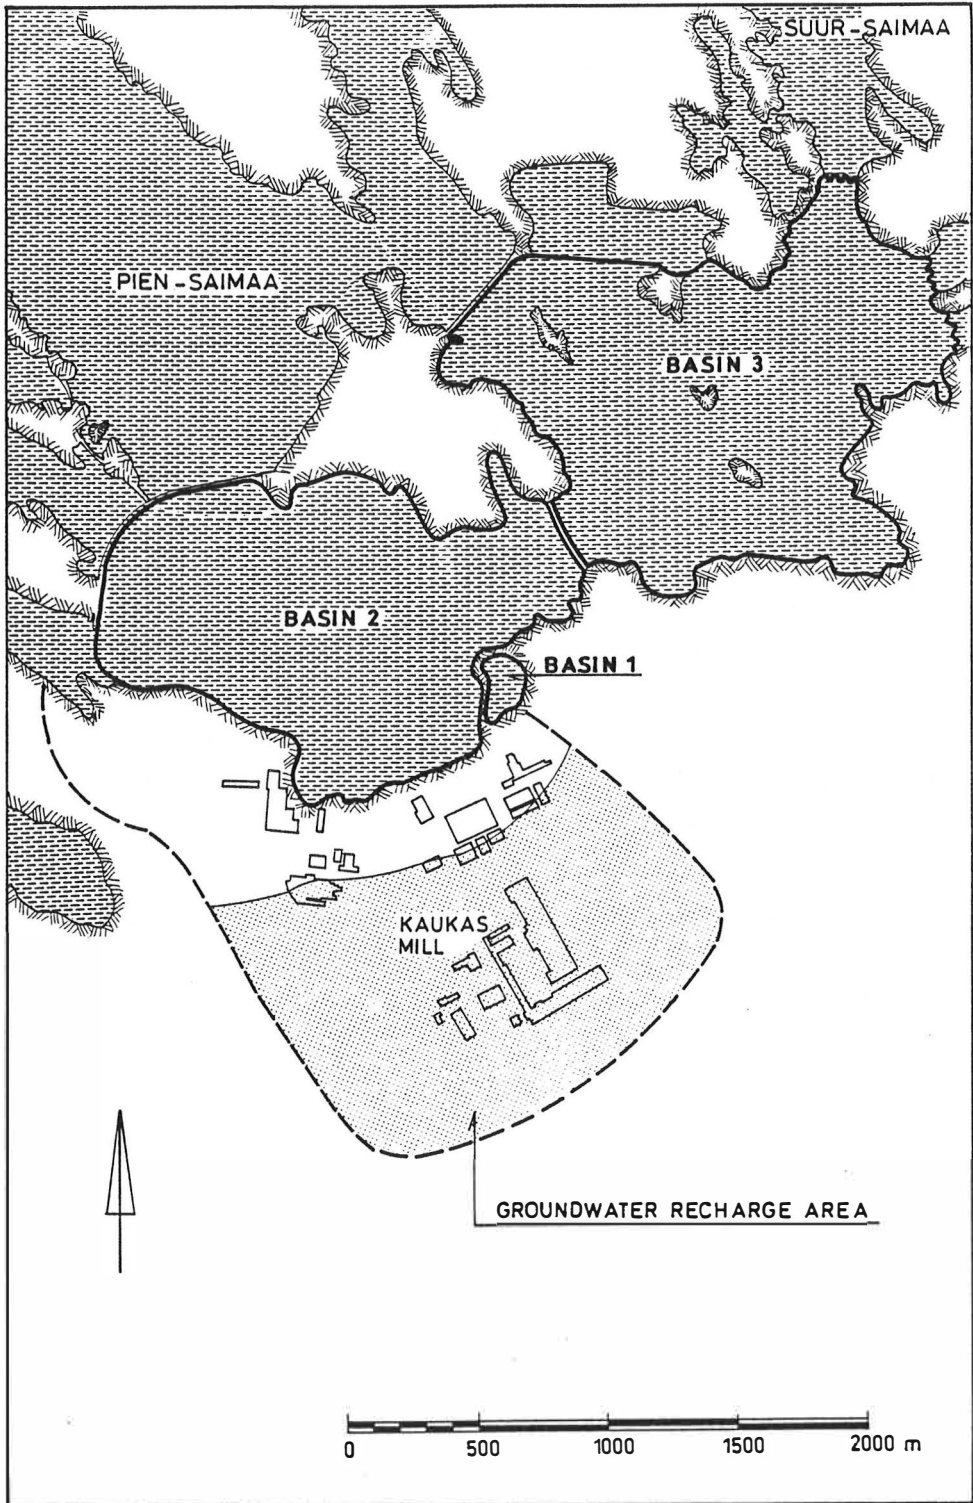 SUUR-SAIMAA
PIEN-SAIMAA
BASIN 3
BASIN 2
BASIN 1
KAUKAS
MILL
GROUNDWATER RECHARGE AREA
0 500 1000 1500 2000 m